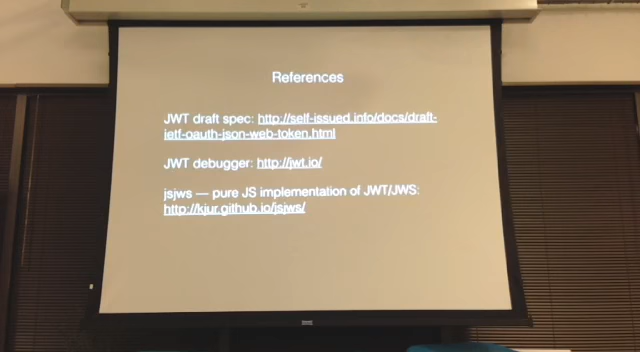 References
JWT draft spec: http://self-issued.info/docs/draft-
ietf-oauth-json-web-token.html
JWT debugger: http://jwt.io/
jsjws — pure JS implementation of JWT/JWS:
http://kjur.github.io/jsjws/